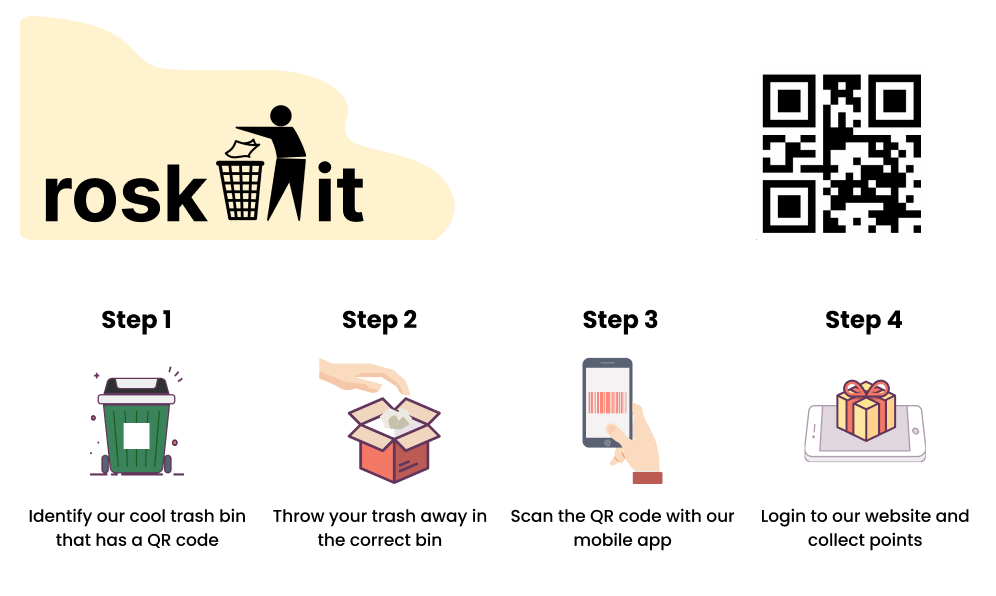 rosk it
Step 1
Step 2
Step 3
Step 4
Identify our cool trash bin
that has a QR code
Throw your trash away in
the correct bin
Scan the QR code with our
mobile app
Login to our website and
collect points